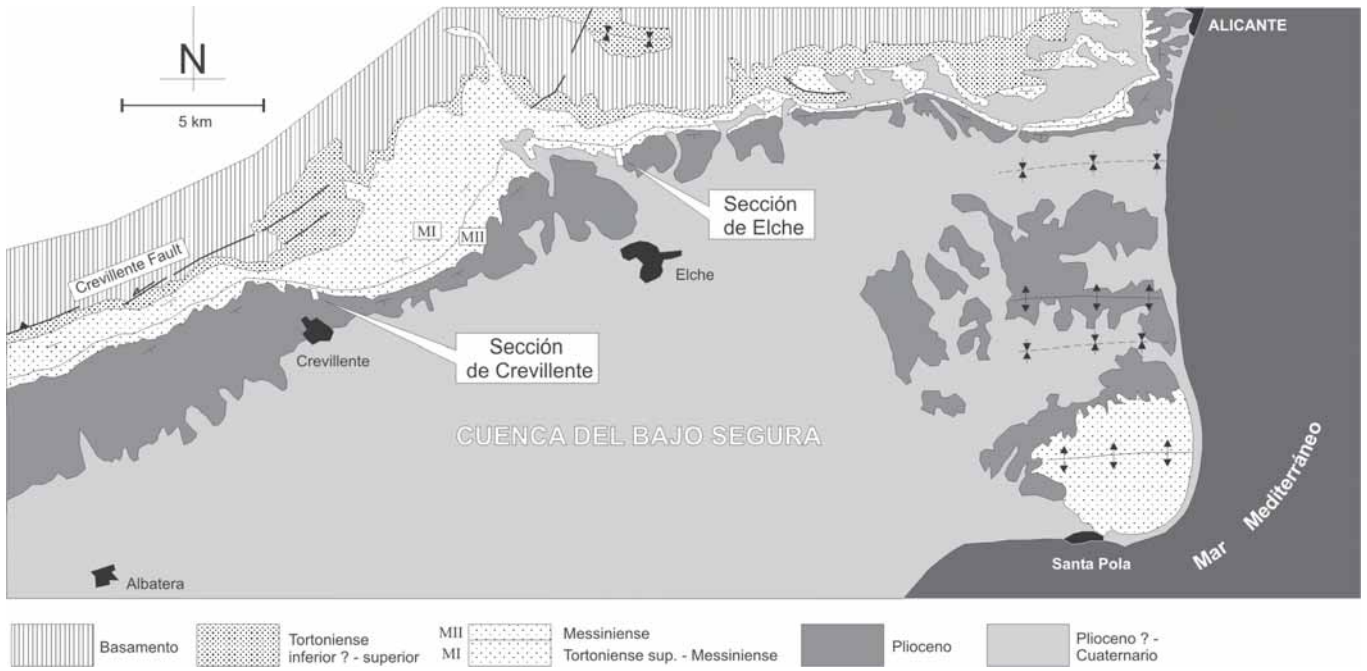 ALICANTE
N
5 km
Sección
de Elche
MI
MII
Crevillente Fault
Elche
Crevillente
Sección
de Crevillente
CUENCA DEL BAJO SEGURA
Mar Mediterráneo
Santa Pola
Albatera
Basamento
Tortoniense
inferior ? - superior
MII
MI
Messiniense
Tortoniense sup. - Messiniense
Plioceno
Plioceno ? -
Cuaternario